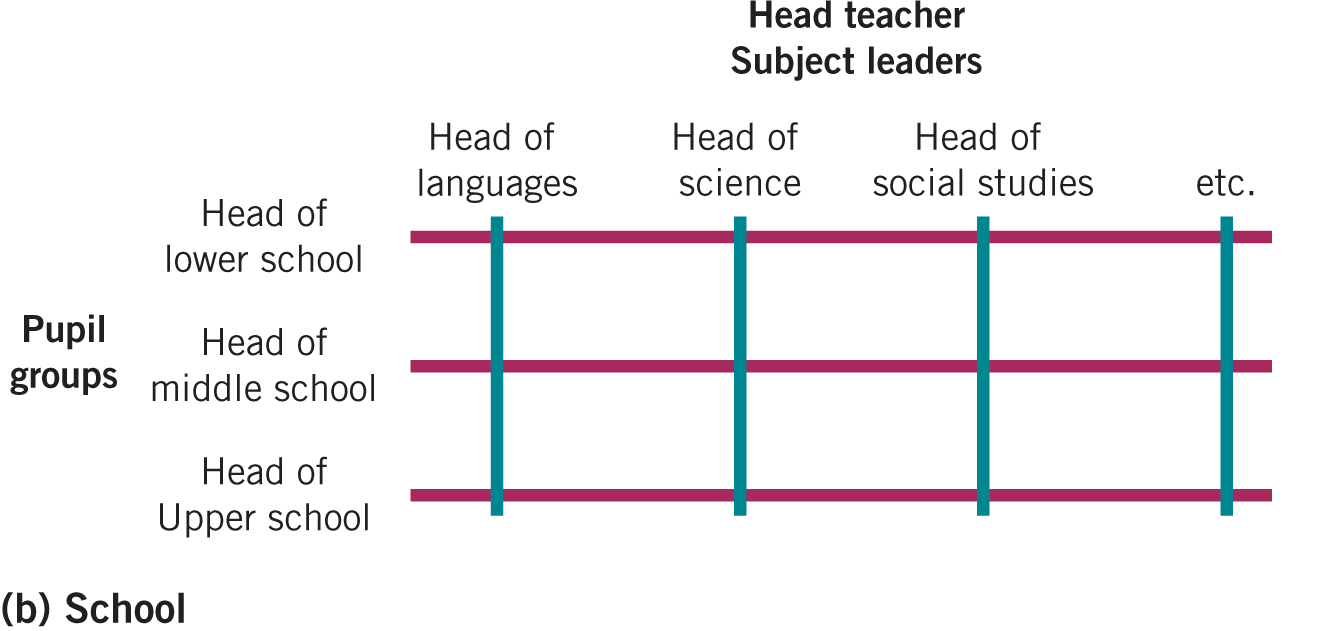 Head teacher
Subject leaders
Head of
languages
Head of
science
Head of
social studies
etc.
Head of
lower school
Pupil
groups
Head of
middle school
Head of
Upper school
(b) School